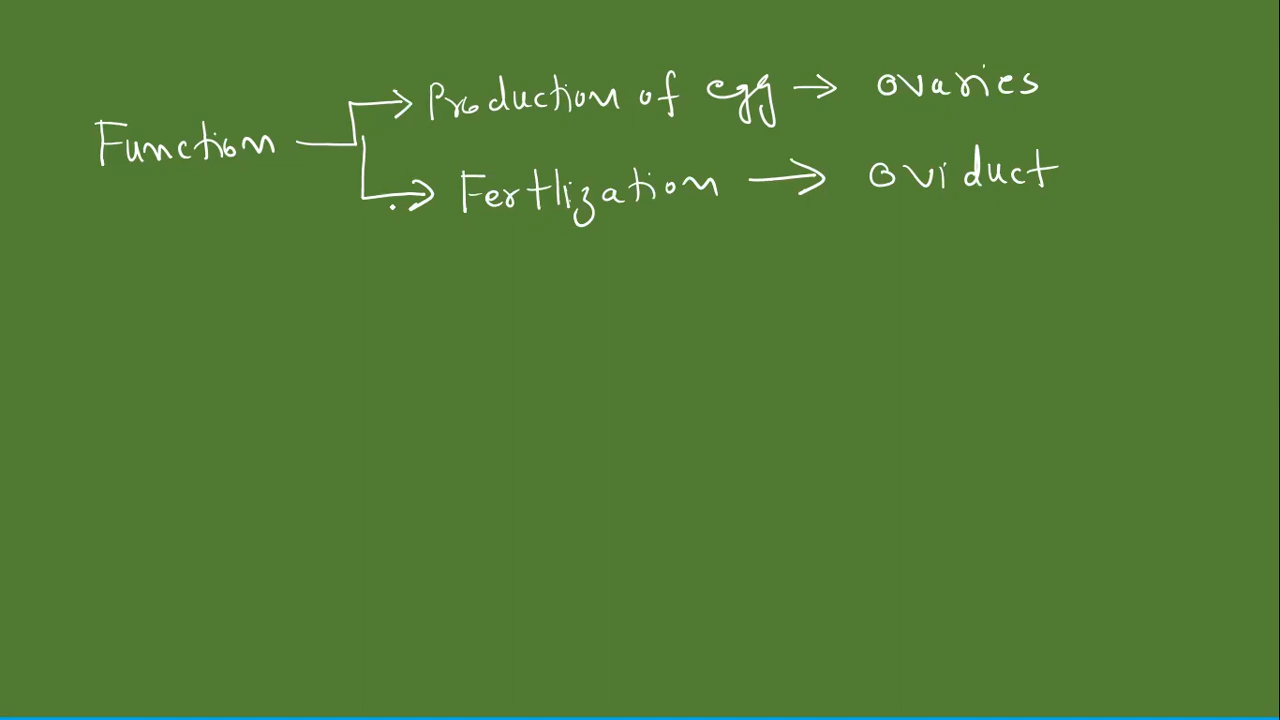 Function → Production of egg → ovaries
→ Fertlization → oviduct